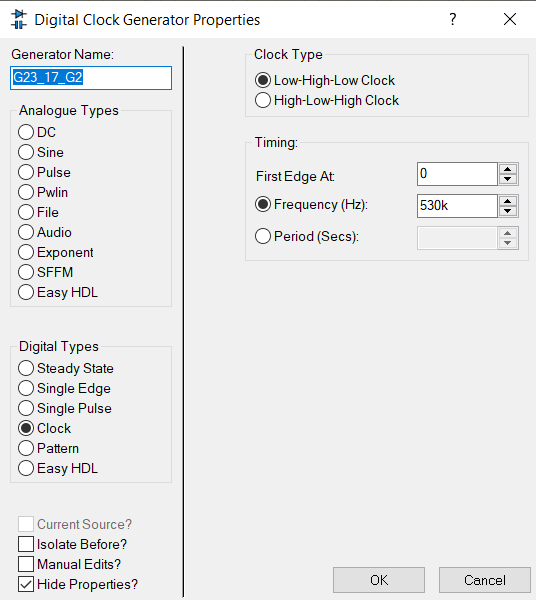 Digital Clock Generator Properties
?
Generator Name:
G23_17_G2
Analogue Types
DC
Sine
Pulse
Pwlin
File
Audio
Exponent
SFFM
Easy HDL
Digital Types
Steady State
Single Edge
Single Pulse
Clock
Pattern
Easy HDL
Current Source?
Isolate Before?
Manual Edits?
Hide Properties?
Clock Type
Low-High-Low Clock
High-Low-High Clock
Timing:
First Edge At: 0
Frequency (Hz): 530k
Period (Secs):
OK Cancel